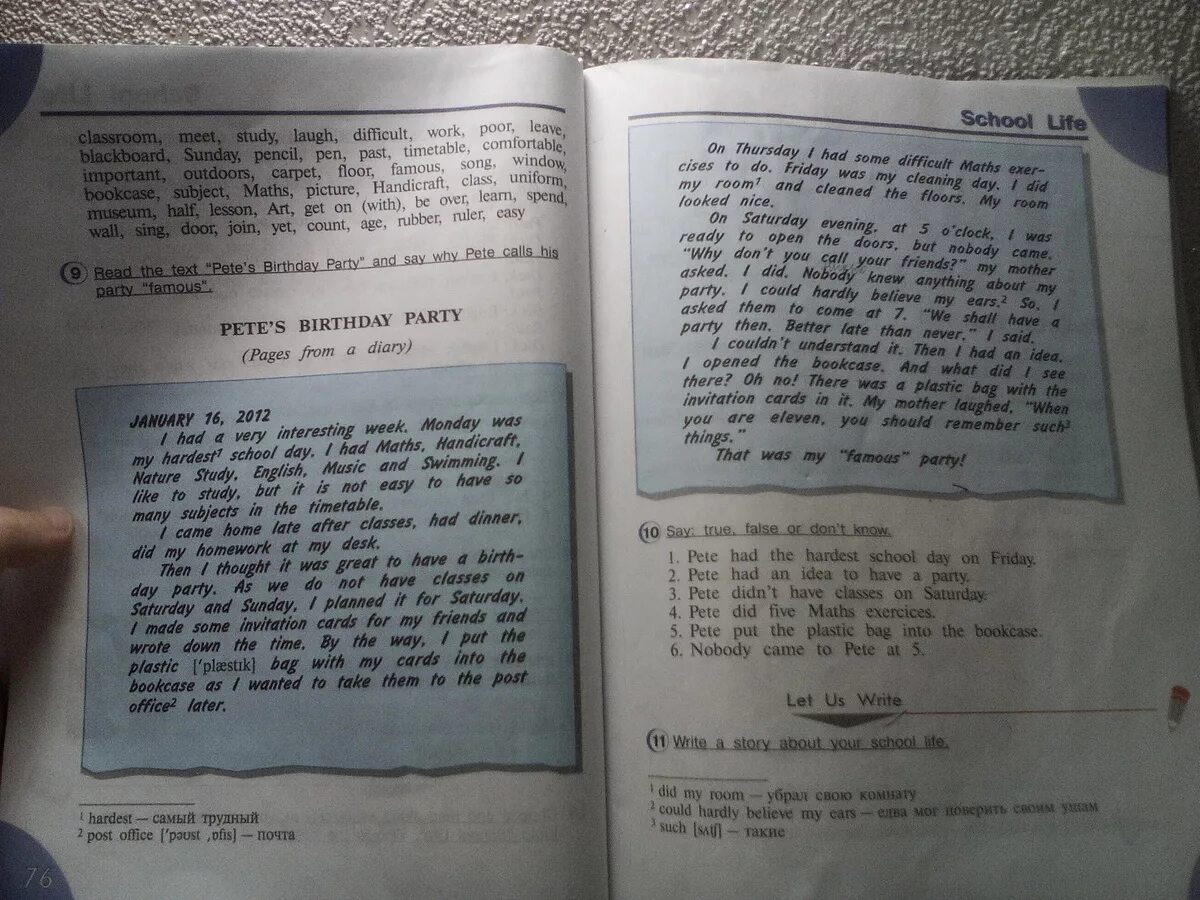 classroom, meet, study, laugh, difficult, work, poor, leave,
blackboard, Sunday, pencil, pen, past, timetable, comfortable,
important, outdoors, carpet, floor, famous, song, window,
bookcase, subject, Maths, picture, Handicraft, class, uniform,
museum, half, lesson, Art, get on (with), be over, learn, spend,
wall, sing, door, join, yet, count, age, rubber, ruler, easy
9 Read the text "Pete's Birthday Party" and say why Pete calls his
party "famous".
PETE'S BIRTHDAY PARTY
(Pages from a diary)
JANUARY 16, 2012
I had a very interesting week. Monday was
my hardest¹ school day. I had Maths, Handicraft,
Nature Study, English, Music and Swimming. I
like to study, but it is not easy to have so
many subjects in the timetable.
I came home late after classes, had dinner,
did my homework at my desk.
Then I thought it was great to have a birth-
day party. As we do not have classes on
Saturday and Sunday, I planned it for Saturday.
I made some invitation cards for my friends and
wrote down the time. By the way, I put the
plastic ['plæstɪk] bag with my cards into the
bookcase as I wanted to take them to the post
office² later.
¹ hardest — самый трудный
² post office ['pəʊst ˌɒfɪs] — почта
76
School Life
On Thursday I had some difficult Maths exer-
cises to do. Friday was my cleaning day. I did
my room¹ and cleaned the floors. My room
looked nice.
On Saturday evening, at 5 o'clock, I was
ready to open the doors, but nobody came.
"Why don't you call your friends?" my mother
asked. I did. Nobody knew anything about my
party. I could hardly believe my ears.² So, I
asked them to come at 7. "We shall have a
party then. Better late than never," I said.
I couldn't understand it. Then I had an idea.
I opened the bookcase. And what did I see
there? Oh no! There was a plastic bag with the
invitation cards in it. My mother laughed, "When
you are eleven, you should remember such³
things."
That was my "famous" party!
10 Say: true, false or don't know.
1. Pete had the hardest school day on Friday.
2. Pete had an idea to have a party.
3. Pete didn't have classes on Saturday.
4. Pete did five Maths exercices.
5. Pete put the plastic bag into the bookcase.
6. Nobody came to Pete at 5.
Let Us Write
11 Write a story about your school life.
¹ did my room — убрал свою комнату
² could hardly believe my ears — едва мог поверить своим ушам
³ such [sʌtʃ] — такие